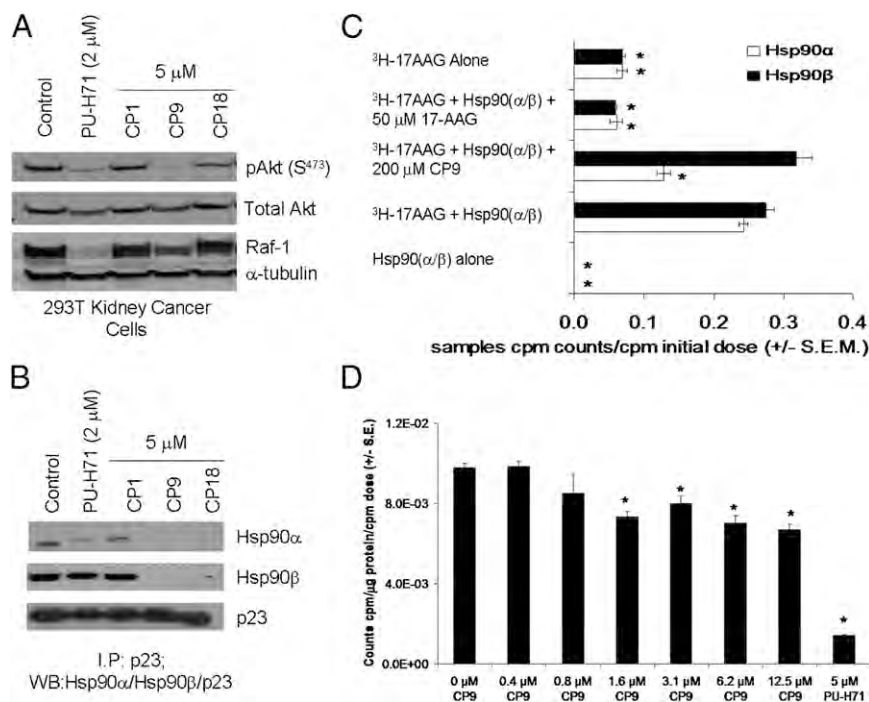 A
Control
PU-H71 (2 μM)
5 μM
CP1
CP9
CP18
pAkt (S473)
Total Akt
Raf-1
α-tubulin
293T Kidney Cancer
Cells
B
Control
PU-H71 (2 μM)
5 μM
CP1
CP9
CP18
Hsp90α
Hsp90β
p23
I.P: p23;
WB:Hsp90α/Hsp90β/p23
C
3H-17AAG Alone
3H-17AAG + Hsp90(α/β) +
50 μM 17-AAG
3H-17AAG + Hsp90(α/β) +
200 μM CP9
3H-17AAG + Hsp90(α/β)
Hsp90(α/β) alone
Hsp90α
Hsp90β
*
*
*
*
*
*
*
0.0 0.1 0.2 0.3 0.4
samples cpm counts/cpm initial dose (+/- S.E.M.)
D
Counts cpm/μg protein/cpm dose (+/- S.E.)
1.2E-02
8.0E-03
4.0E-03
0.0E+00
* * * * *
0 μM 0.4 μM 0.8 μM 1.6 μM 3.1 μM 6.2 μM 12.5 μM 5 μM
CP9 CP9 CP9 CP9 CP9 CP9 CP9 PU-H71